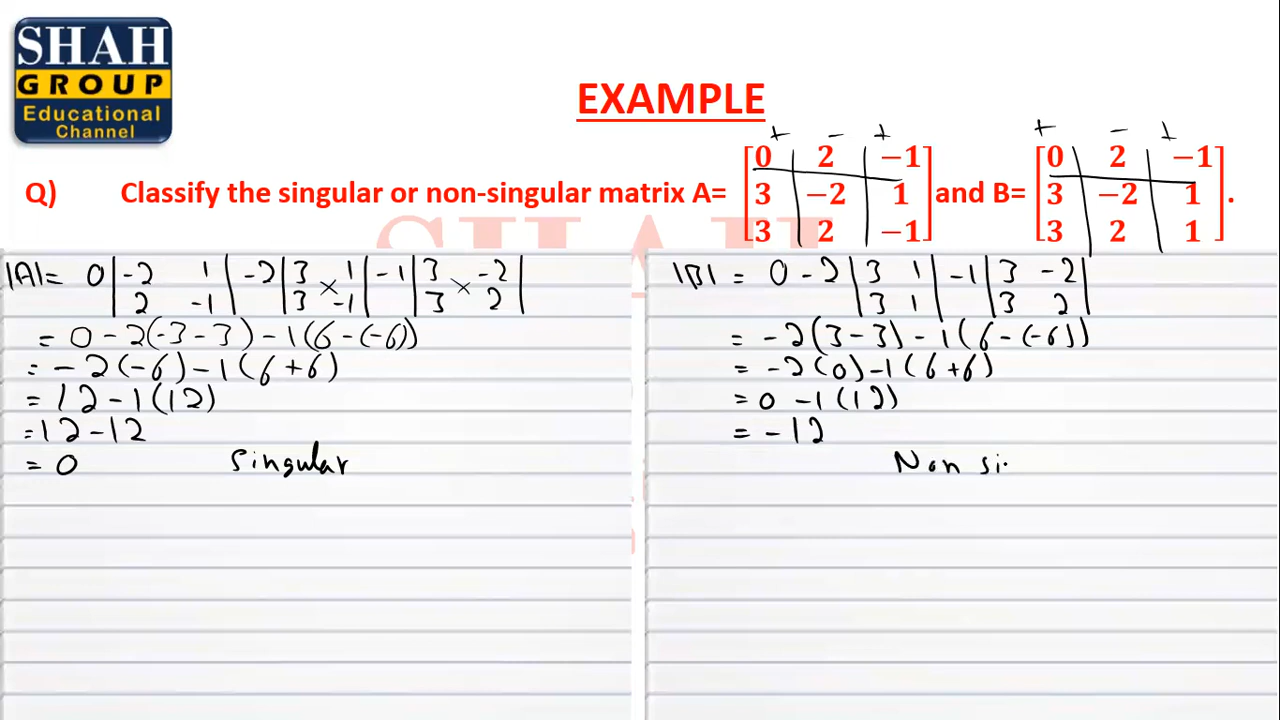 SHAH
GROUP
Educational
Channel
EXAMPLE
+ - +
+ - +
Q) Classify the singular or non-singular matrix A= [0 2 −1; 3 −2 1; 3 2 −1] and B= [0 2 −1; 3 −2 1; 3 2 1].
|A| = 0 |-2 1; 2 -1| -2 |3 1; 3 -1| -1 |3 -2; 3 2|
= 0 - 2(-3 - 3) - 1(6 - (-6))
= - 2(-6) - 1(6 + 6)
= 12 - 1(12)
= 12 - 12
= 0 Singular
|B| = 0 - 2 |3 1; 3 1| - 1 |3 -2; 3 2|
= - 2(3 - 3) - 1(6 - (-6))
= - 2(0) - 1(6 + 6)
= 0 - 1(12)
= - 12
Non si